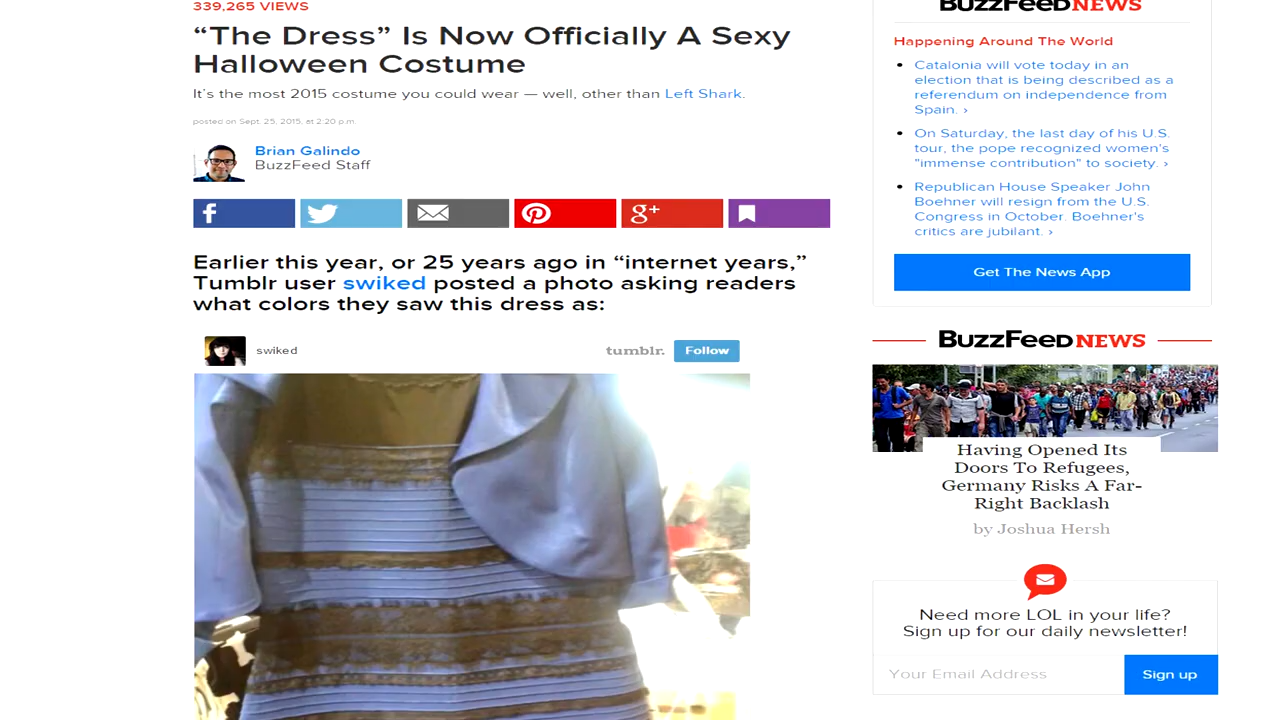 339,265 VIEWS
“The Dress” Is Now Officially A Sexy
Halloween Costume
It’s the most 2015 costume you could wear — well, other than Left Shark.
posted on Sept. 25, 2015, at 2:20 p.m.
Brian Galindo
BuzzFeed Staff
f
g+
Earlier this year, or 25 years ago in “internet years,”
Tumblr user swiked posted a photo asking readers
what colors they saw this dress as:
swiked
tumblr.
Follow
BUZZFEED NEWS
Happening Around The World
Catalonia will vote today in an
election that is being described as a
referendum on independence from
Spain. ›
On Saturday, the last day of his U.S.
tour, the pope recognized women's
"immense contribution" to society. ›
Republican House Speaker John
Boehner will resign from the U.S.
Congress in October. Boehner's
critics are jubilant. ›
Get The News App
BUZZFEED NEWS
Having Opened Its
Doors To Refugees,
Germany Risks A Far-
Right Backlash
by Joshua Hersh
Need more LOL in your life?
Sign up for our daily newsletter!
Your Email Address
Sign up